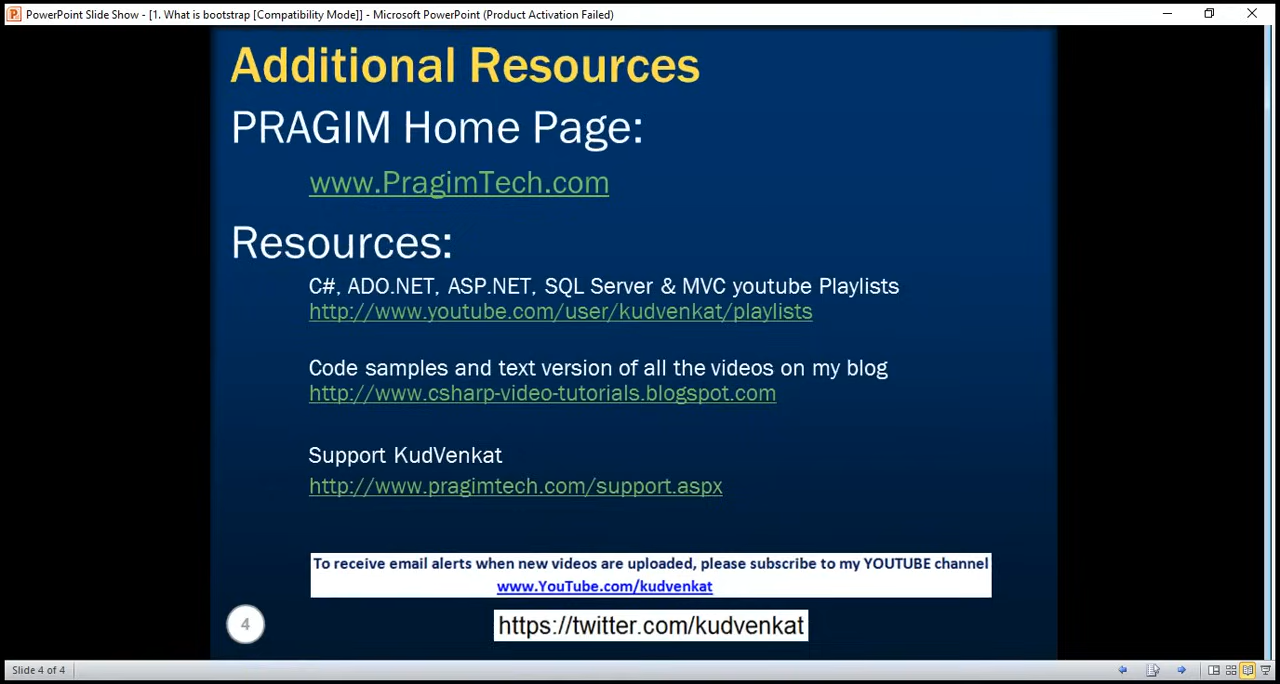 PowerPoint Slide Show - [1. What is bootstrap [Compatibility Mode]] - Microsoft PowerPoint (Product Activation Failed)
Additional Resources
PRAGIM Home Page:
www.PragimTech.com
Resources:
C#, ADO.NET, ASP.NET, SQL Server & MVC youtube Playlists
http://www.youtube.com/user/kudvenkat/playlists
Code samples and text version of all the videos on my blog
http://www.csharp-video-tutorials.blogspot.com
Support KudVenkat
http://www.pragimtech.com/support.aspx
To receive email alerts when new videos are uploaded, please subscribe to my YOUTUBE channel
www.YouTube.com/kudvenkat
4
https://twitter.com/kudvenkat
Slide 4 of 4